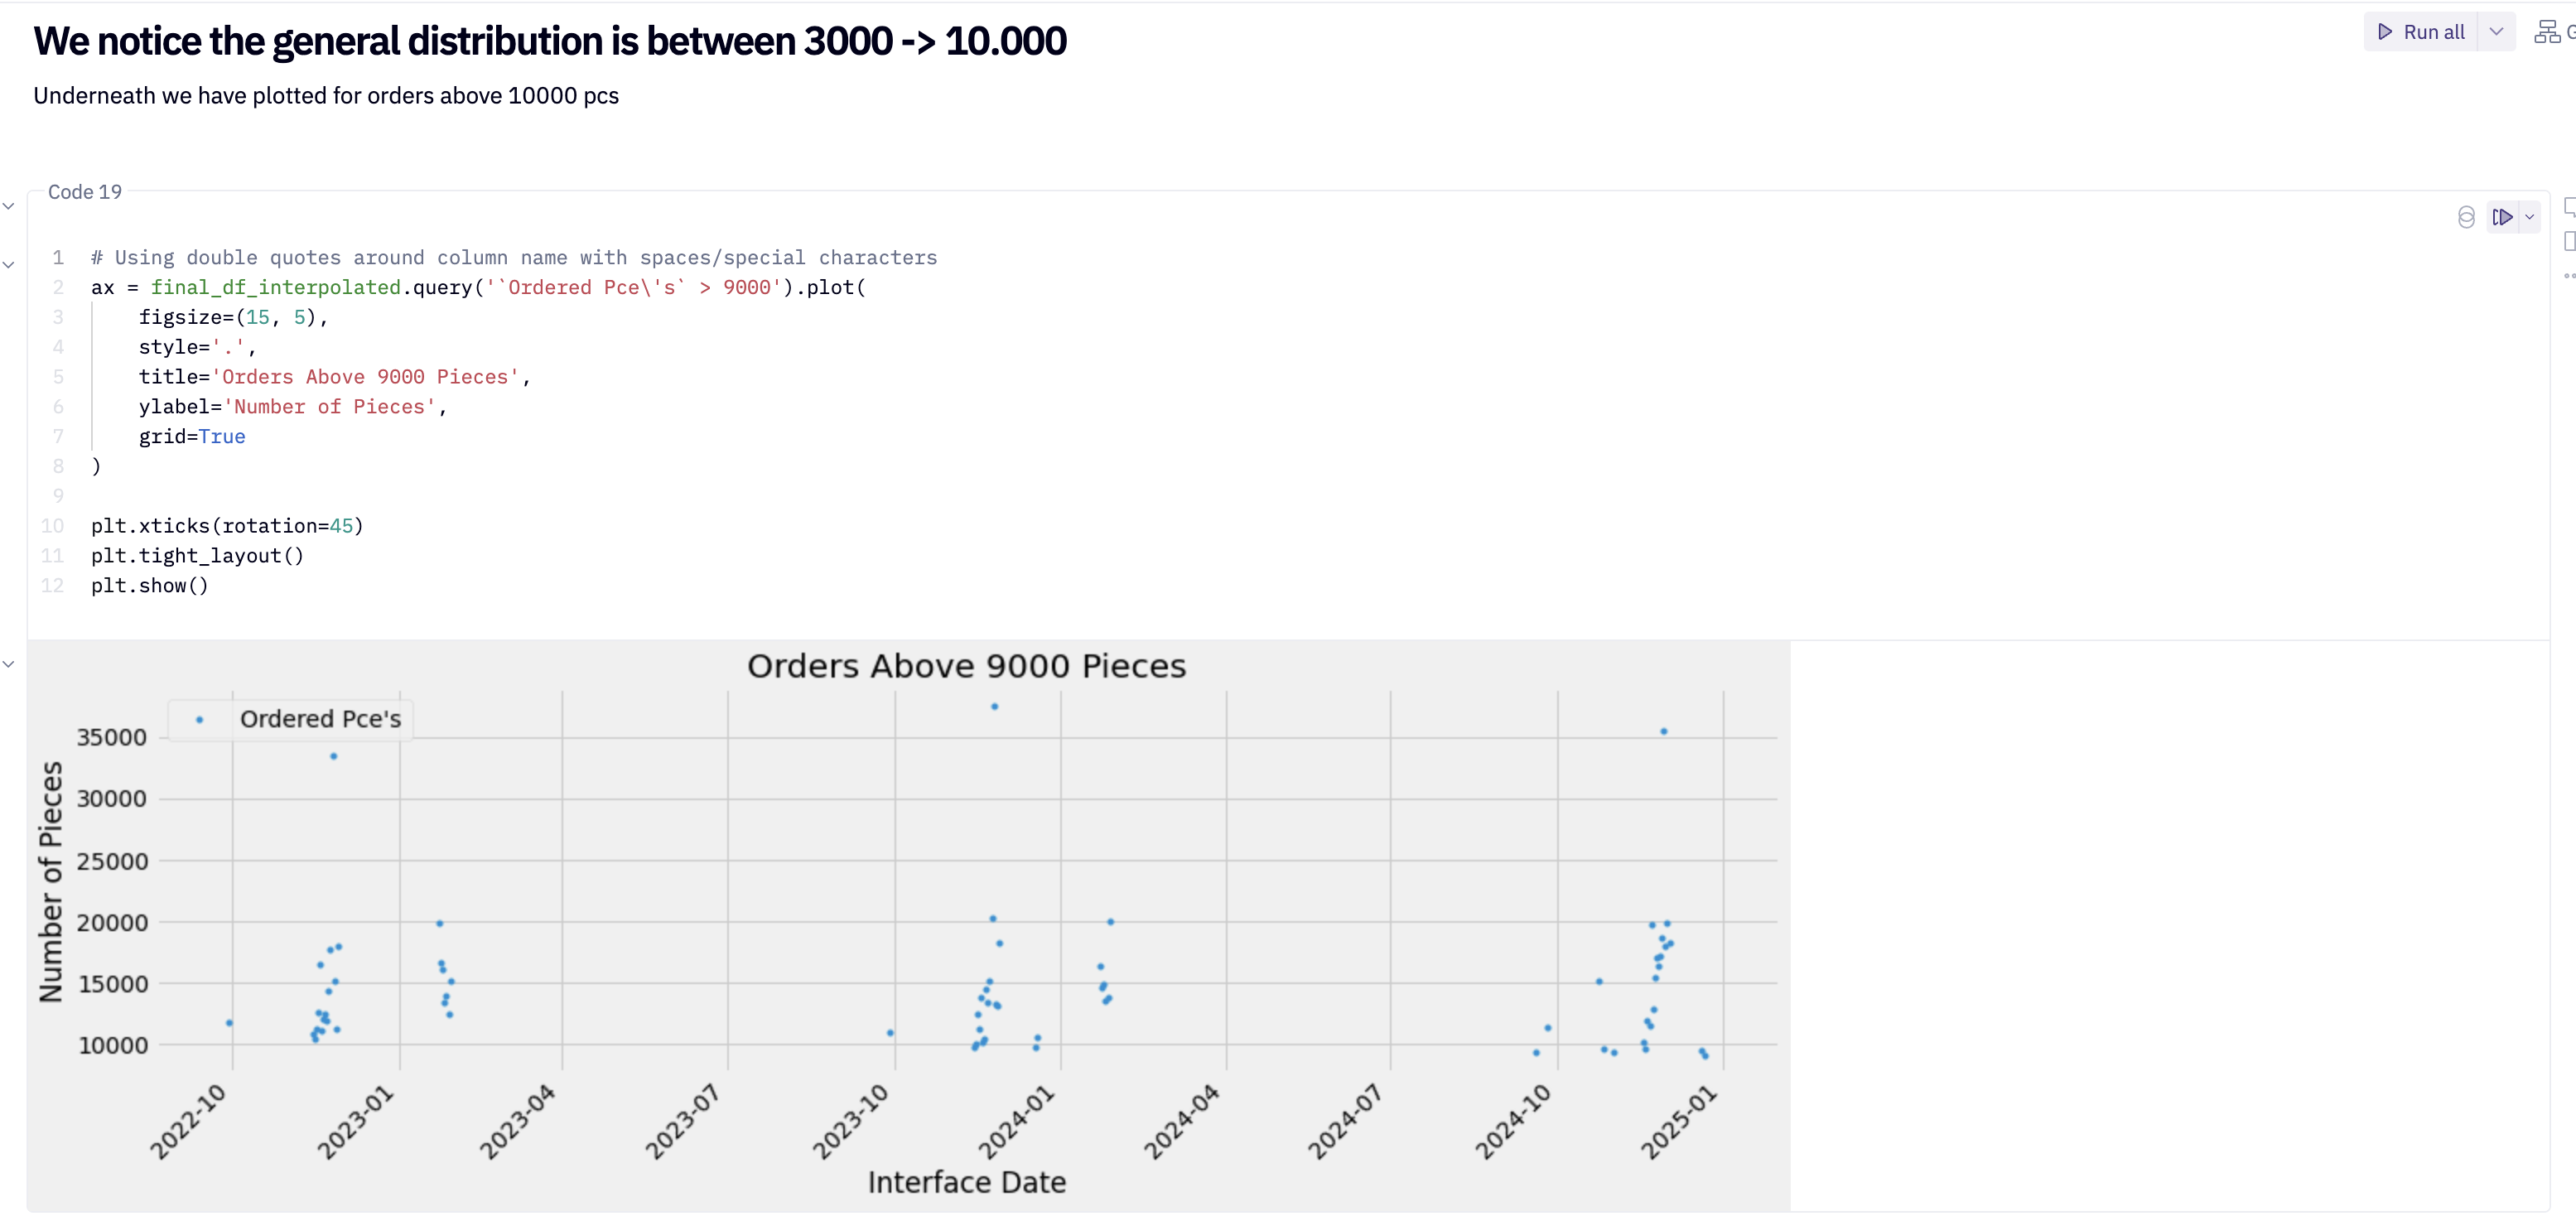 We notice the general distribution is between 3000 -> 10.000
Run all
Underneath we have plotted for orders above 10000 pcs
Code 19
1 # Using double quotes around column name with spaces/special characters
2 ax = final_df_interpolated.query('`Ordered Pce\'s` > 9000').plot(
3     figsize=(15, 5),
4     style='.',
5     title='Orders Above 9000 Pieces',
6     ylabel='Number of Pieces',
7     grid=True
8 )
9
10 plt.xticks(rotation=45)
11 plt.tight_layout()
12 plt.show()
Orders Above 9000 Pieces
Ordered Pce's
Number of Pieces
35000
30000
25000
20000
15000
10000
2022-10
2023-01
2023-04
2023-07
2023-10
2024-01
2024-04
2024-07
2024-10
2025-01
Interface Date